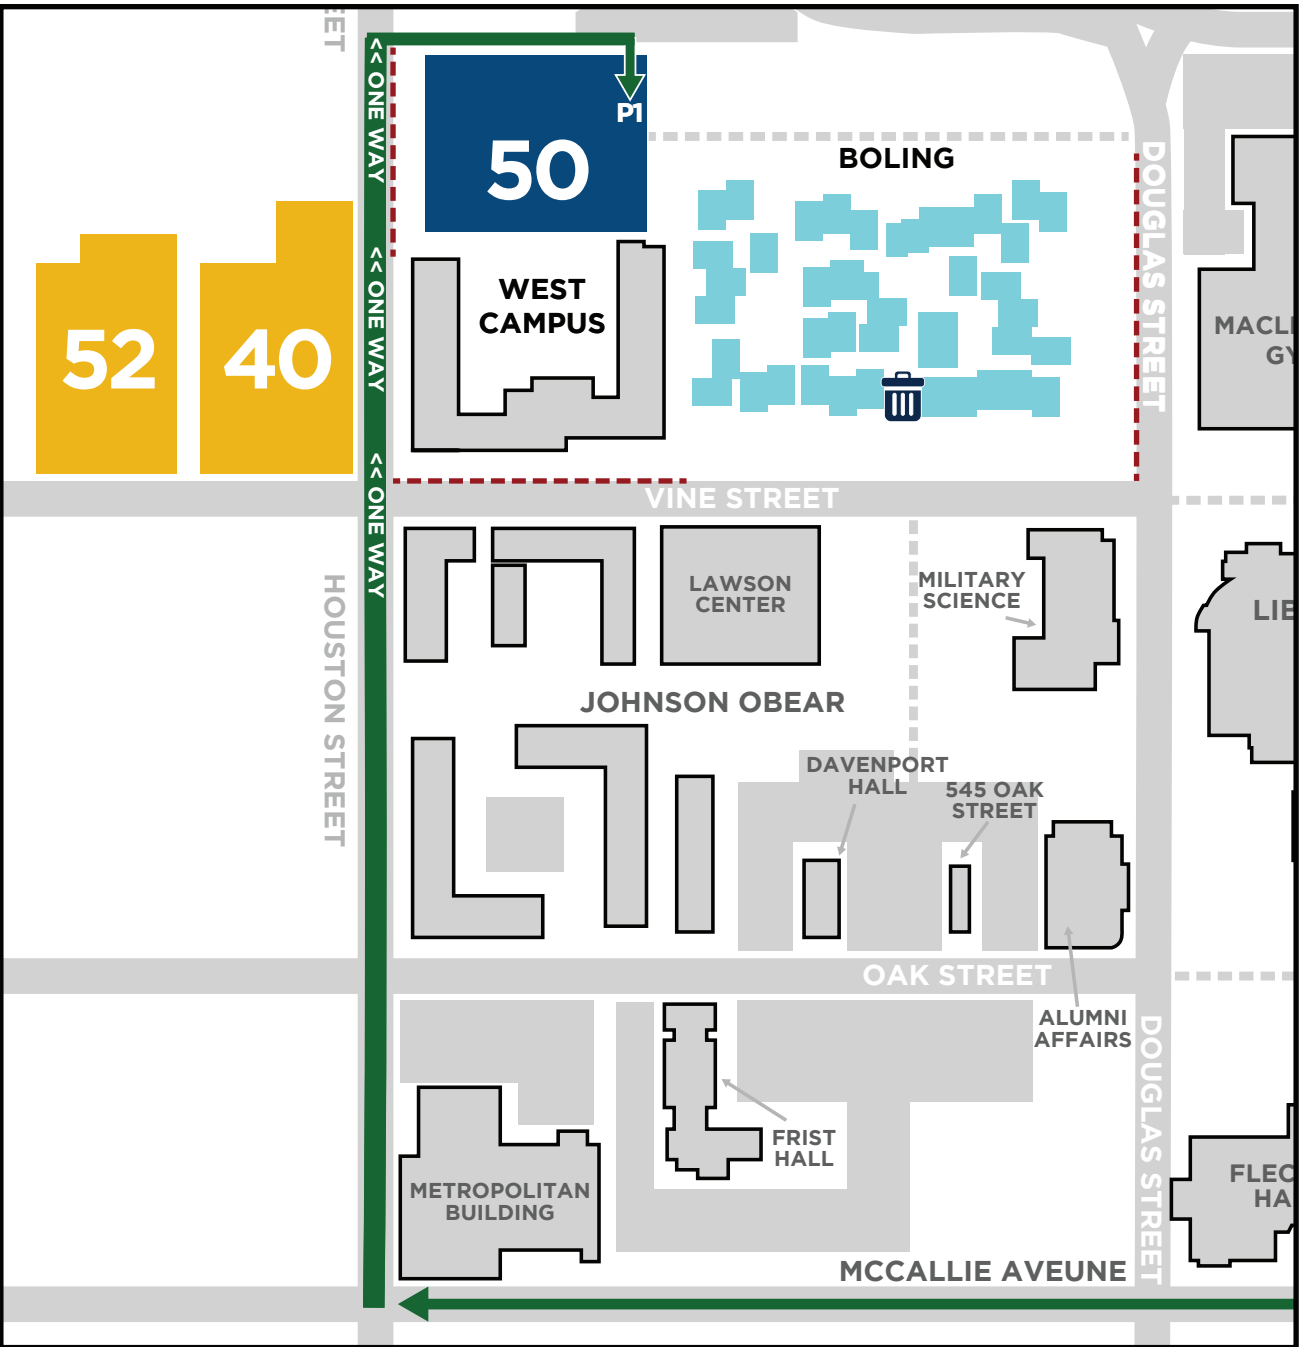 EET
<< ONE WAY
P1
50
BOLING
DOUGLAS STREET
<< ONE WAY
WEST
CAMPUS
52
40
MACL
GY
<< ONE WAY
VINE STREET
HOUSTON STREET
LAWSON
CENTER
MILITARY
SCIENCE
LIB
JOHNSON OBEAR
DAVENPORT
HALL
545 OAK
STREET
OAK STREET
ALUMNI
AFFAIRS
DOUGLAS STREET
FRIST
HALL
METROPOLITAN
BUILDING
FLEC
HA
MCCALLIE AVEUNE